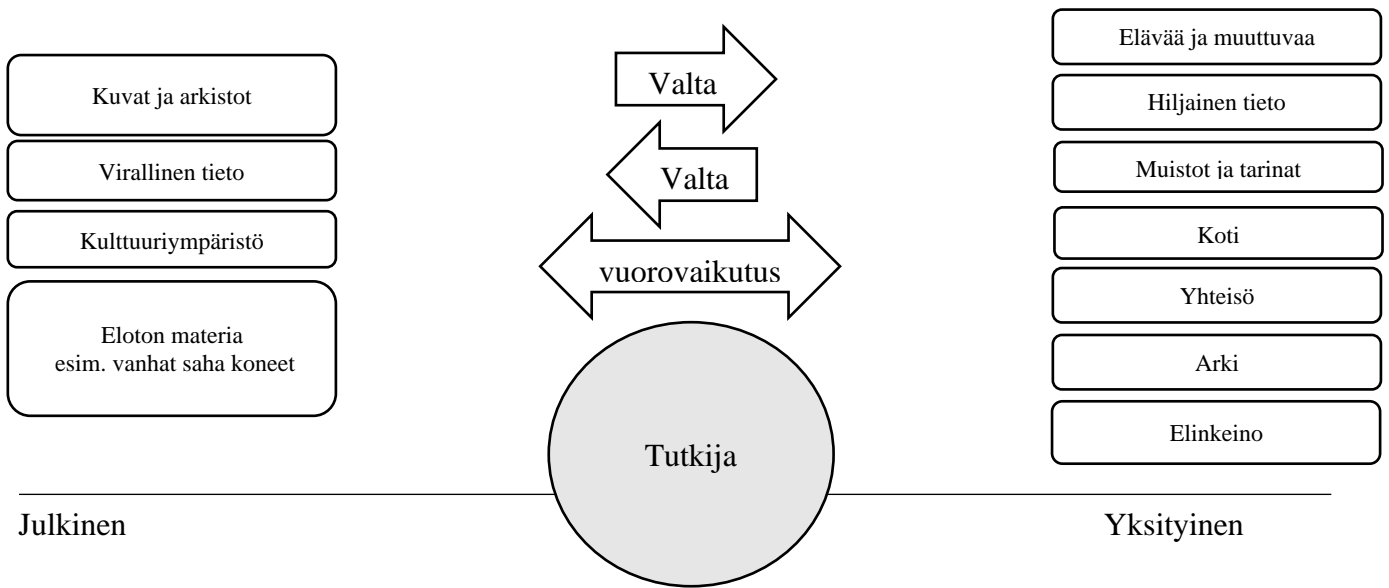 Kuvat ja arkistot
Virallinen tieto
Kulttuuriympäristö
Eloton materia
esim. vanhat saha koneet
Valta
Valta
vuorovaikutus
Tutkija
Elävää ja muuttuvaa
Hiljainen tieto
Muistot ja tarinat
Koti
Yhteisö
Arki
Elinkeino
Julkinen
Yksityinen